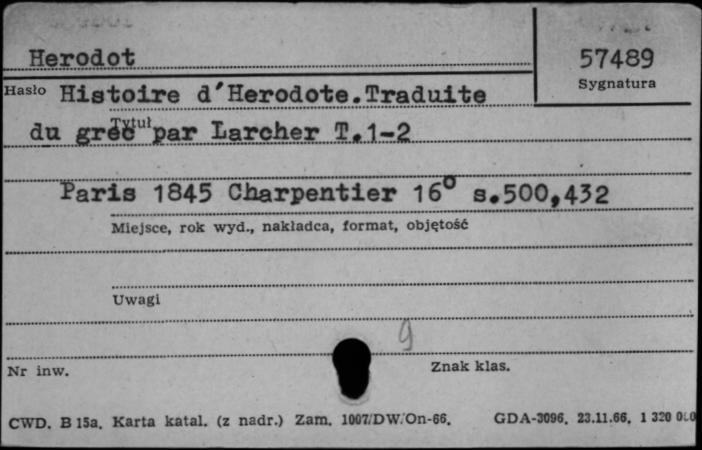 Herodot
57489
Sygnatura
Hasło Histoire d'Herodote.Traduite
Tytuł
du grec par Larcher T.1-2
Paris 1845 Charpentier 16° s.500,432
Miejsce, rok wyd., nakładca, format, objętość
Uwagi
9
Nr inw.
Znak klas.
CWD. B 15a. Karta katal. (z nadr.) Zam. 1007/DW/On-66. GDA-3096. 23.11.66. 1 320 000